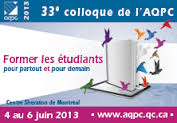 aqpc
2013
33e colloque de l'AQPC
Former les étudiants
pour partout et pour demain
Centre Sheraton de Montréal
4 au 6 juin 2013 • www.aqpc.qc.ca •